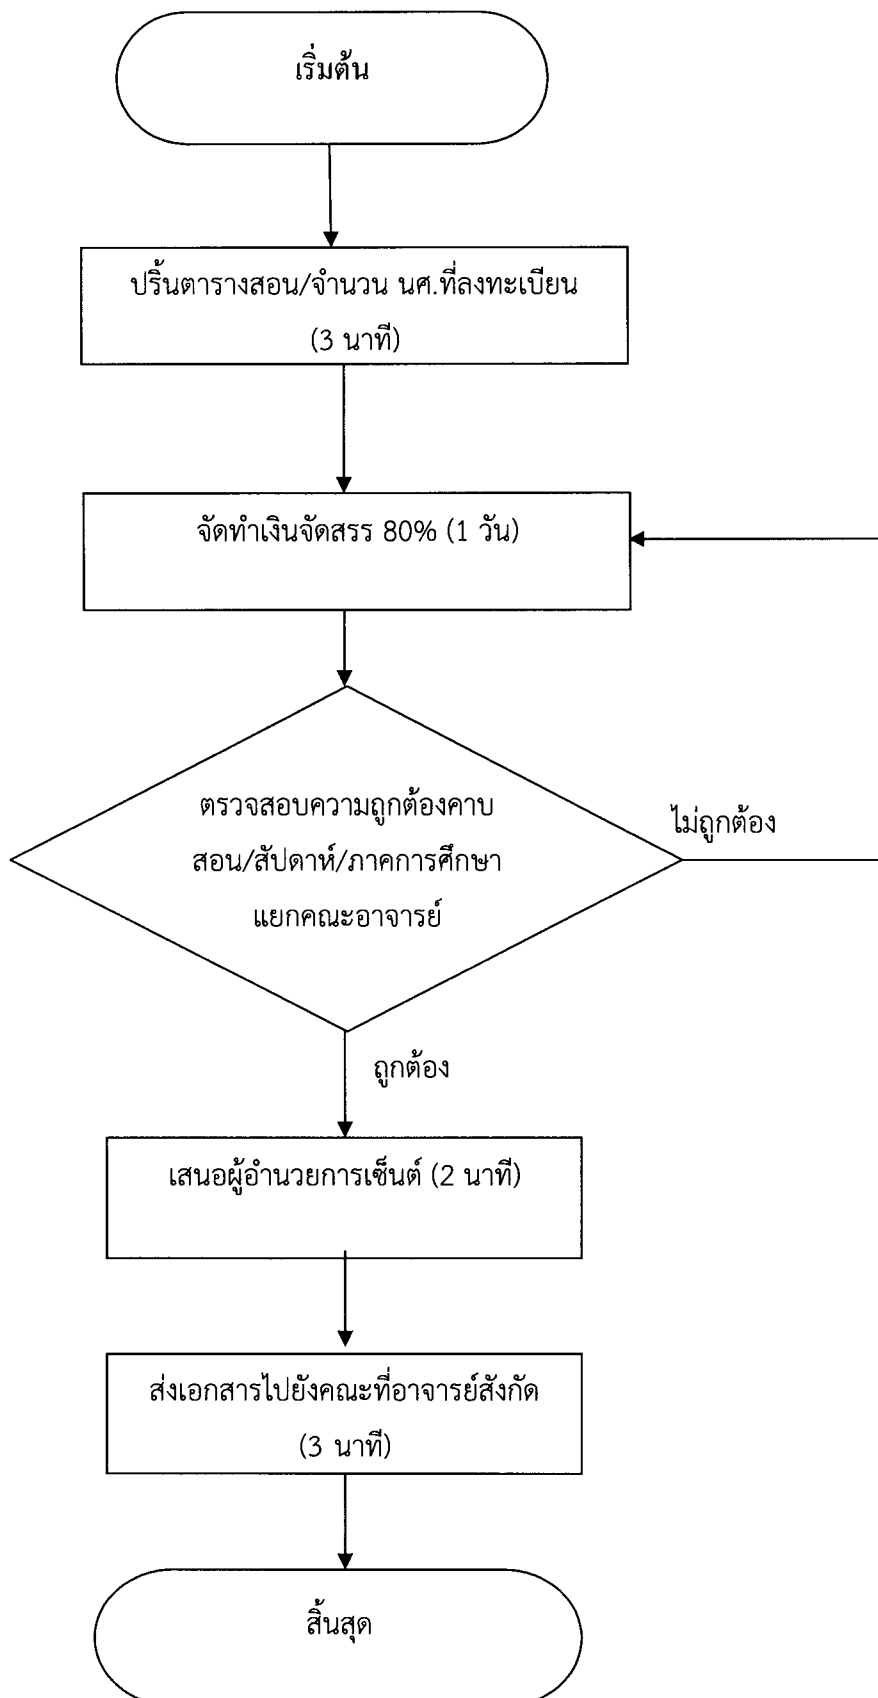 เริ่มต้น
ปริ้นตารางสอน/จำนวน นศ.ที่ลงทะเบียน
(3 นาที)
จัดทำเงินจัดสรร 80% (1 วัน)
ตรวจสอบความถูกต้องคาบ
สอน/สัปดาห์/ภาคการศึกษา
แยกคณะอาจารย์
ไม่ถูกต้อง
ถูกต้อง
เสนอผู้อำนวยการเซ็นต์ (2 นาที)
ส่งเอกสารไปยังคณะที่อาจารย์สังกัด
(3 นาที)
สิ้นสุด